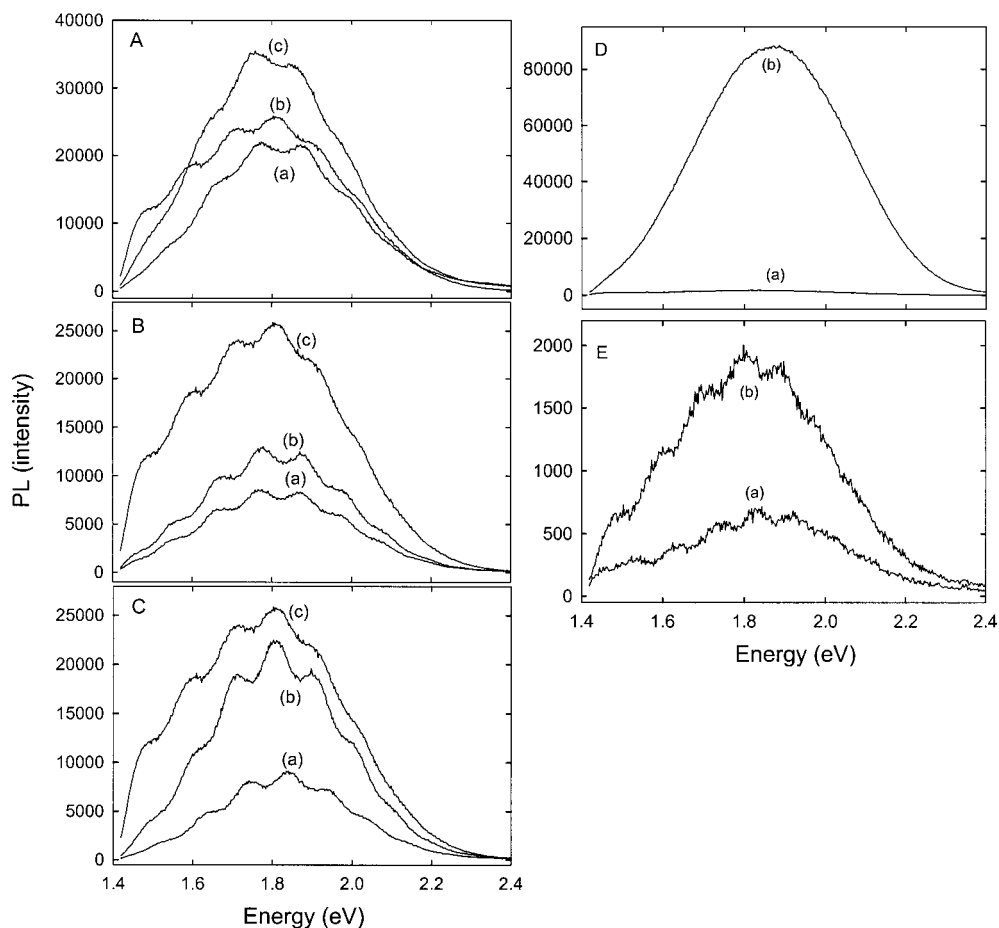 PL (intensity)
A
40000
30000
20000
10000
0
(c)
(b)
(a)
B
25000
20000
15000
10000
5000
0
(c)
(b)
(a)
C
25000
20000
15000
10000
5000
0
(c)
(b)
(a)
1.4 1.6 1.8 2.0 2.2 2.4
Energy (eV)
D
80000
60000
40000
20000
0
(b)
(a)
E
2000
1500
1000
500
0
(b)
(a)
1.4 1.6 1.8 2.0 2.2 2.4
Energy (eV)